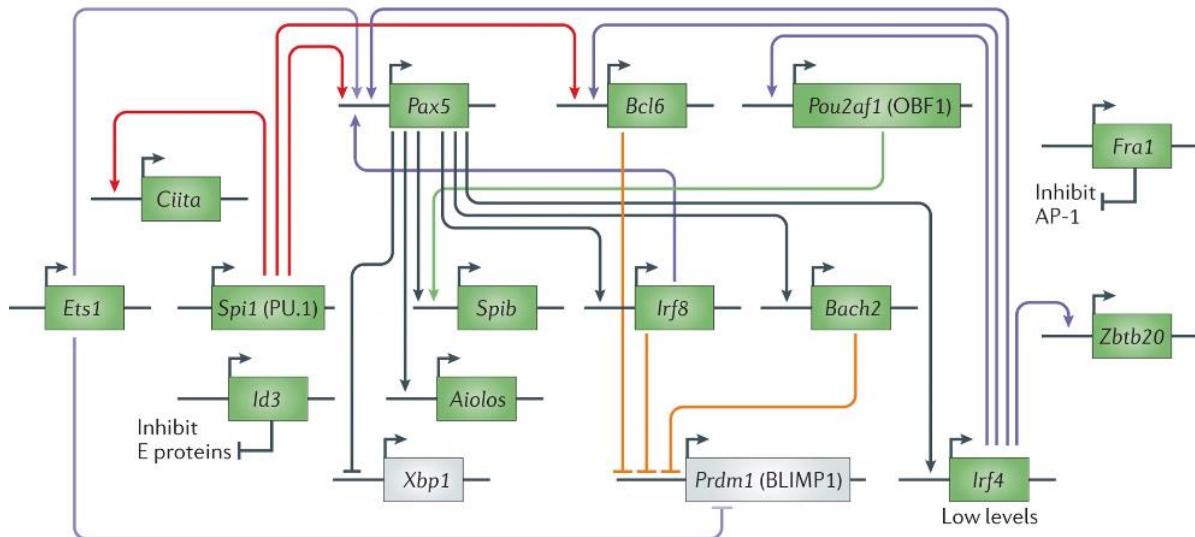 Pax5
Bcl6
Pou2af1 (OBF1)
Fra1
Inhibit
AP-1
Ciita
Ets1
Spi1 (PU.1)
Spib
Irf8
Bach2
Zbtb20
Id3
Inhibit
E proteins
Aiolos
Xbp1
Prdm1 (BLIMP1)
Irf4
Low levels